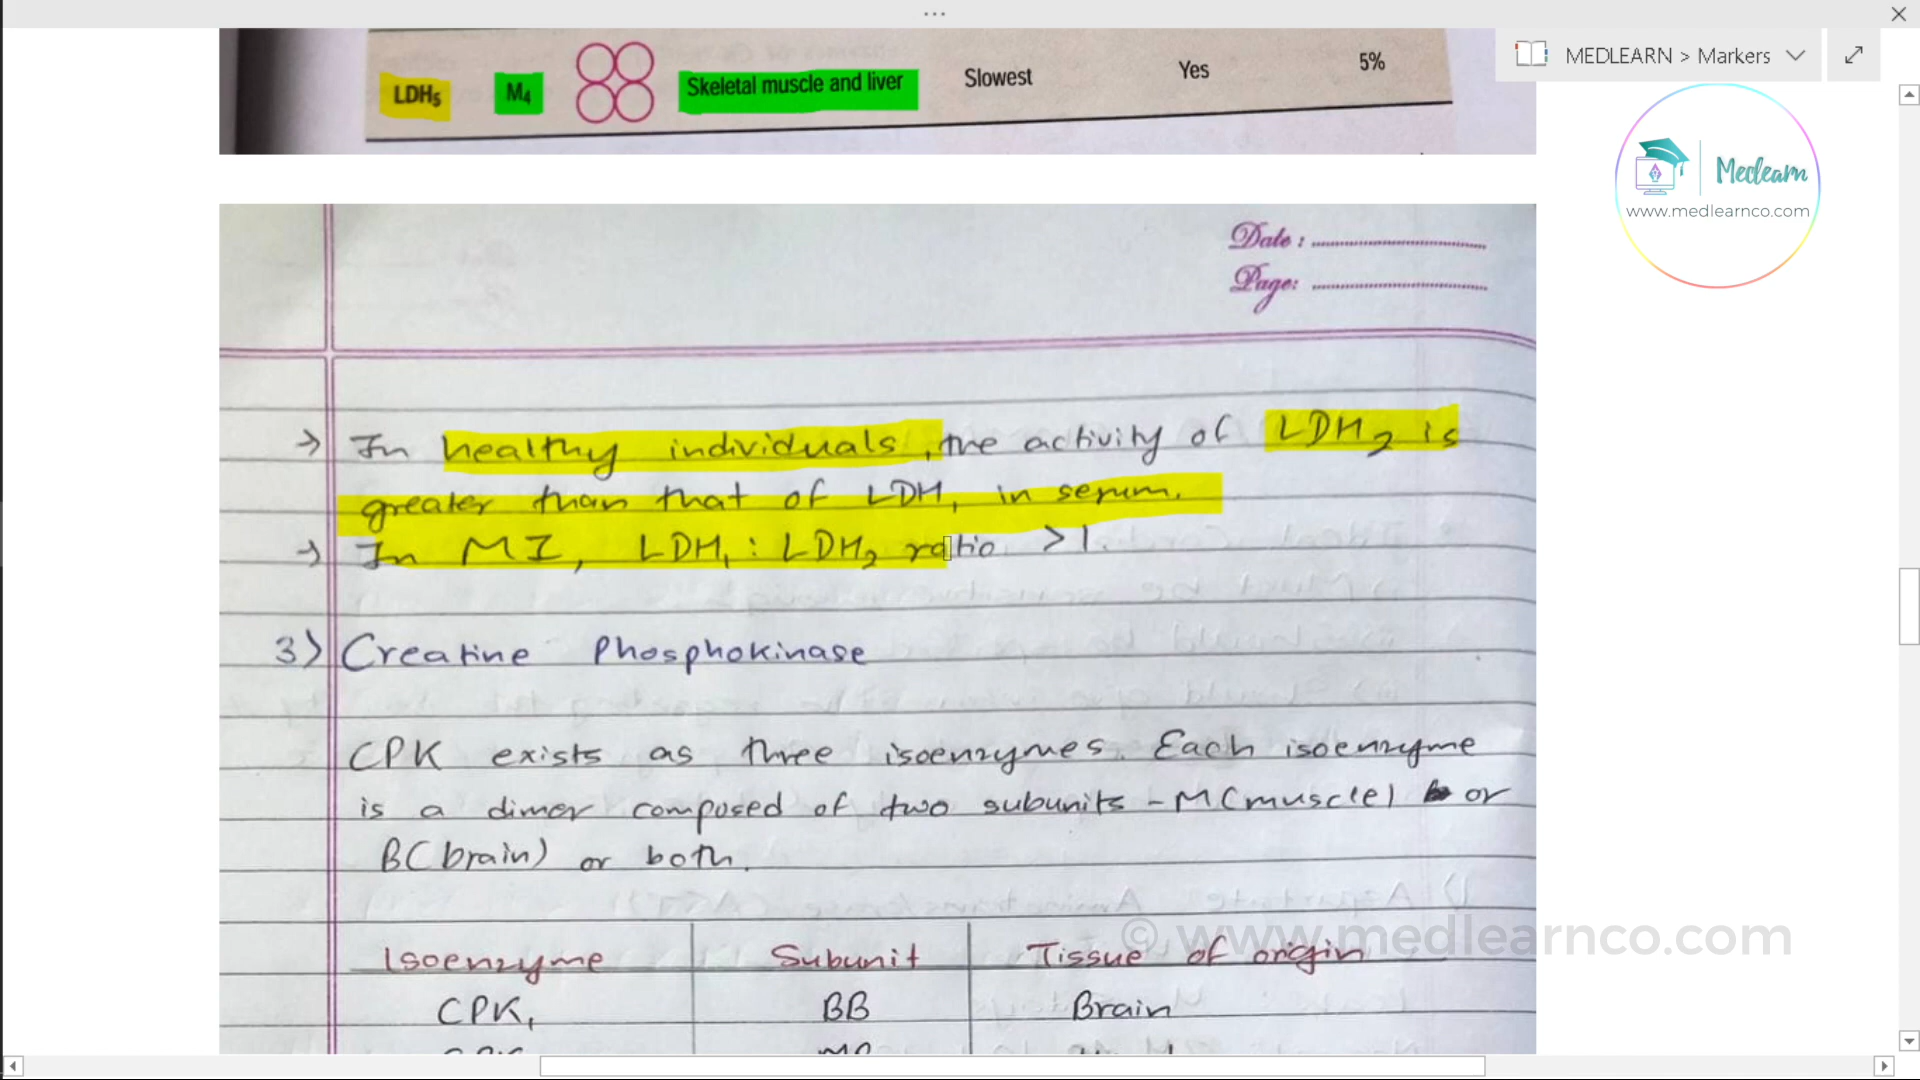 ...
MEDLEARN > Markers
LDH5 M4 Skeletal muscle and liver Slowest Yes 5%
Medlearn
www.medlearnco.com
Date :
Page:
→ In healthy individuals, the activity of LDH2 is
greater than that of LDH1 in serum.
→ In MI, LDH1 : LDH2 ratio > 1.
3) Creatine Phosphokinase
CPK exists as three isoenzymes. Each isoenzyme
is a dimer composed of two subunits - M(muscle) or
B(brain) or both.
© www.medlearnco.com
Isoenzyme Subunit Tissue of origin
CPK1 BB Brain